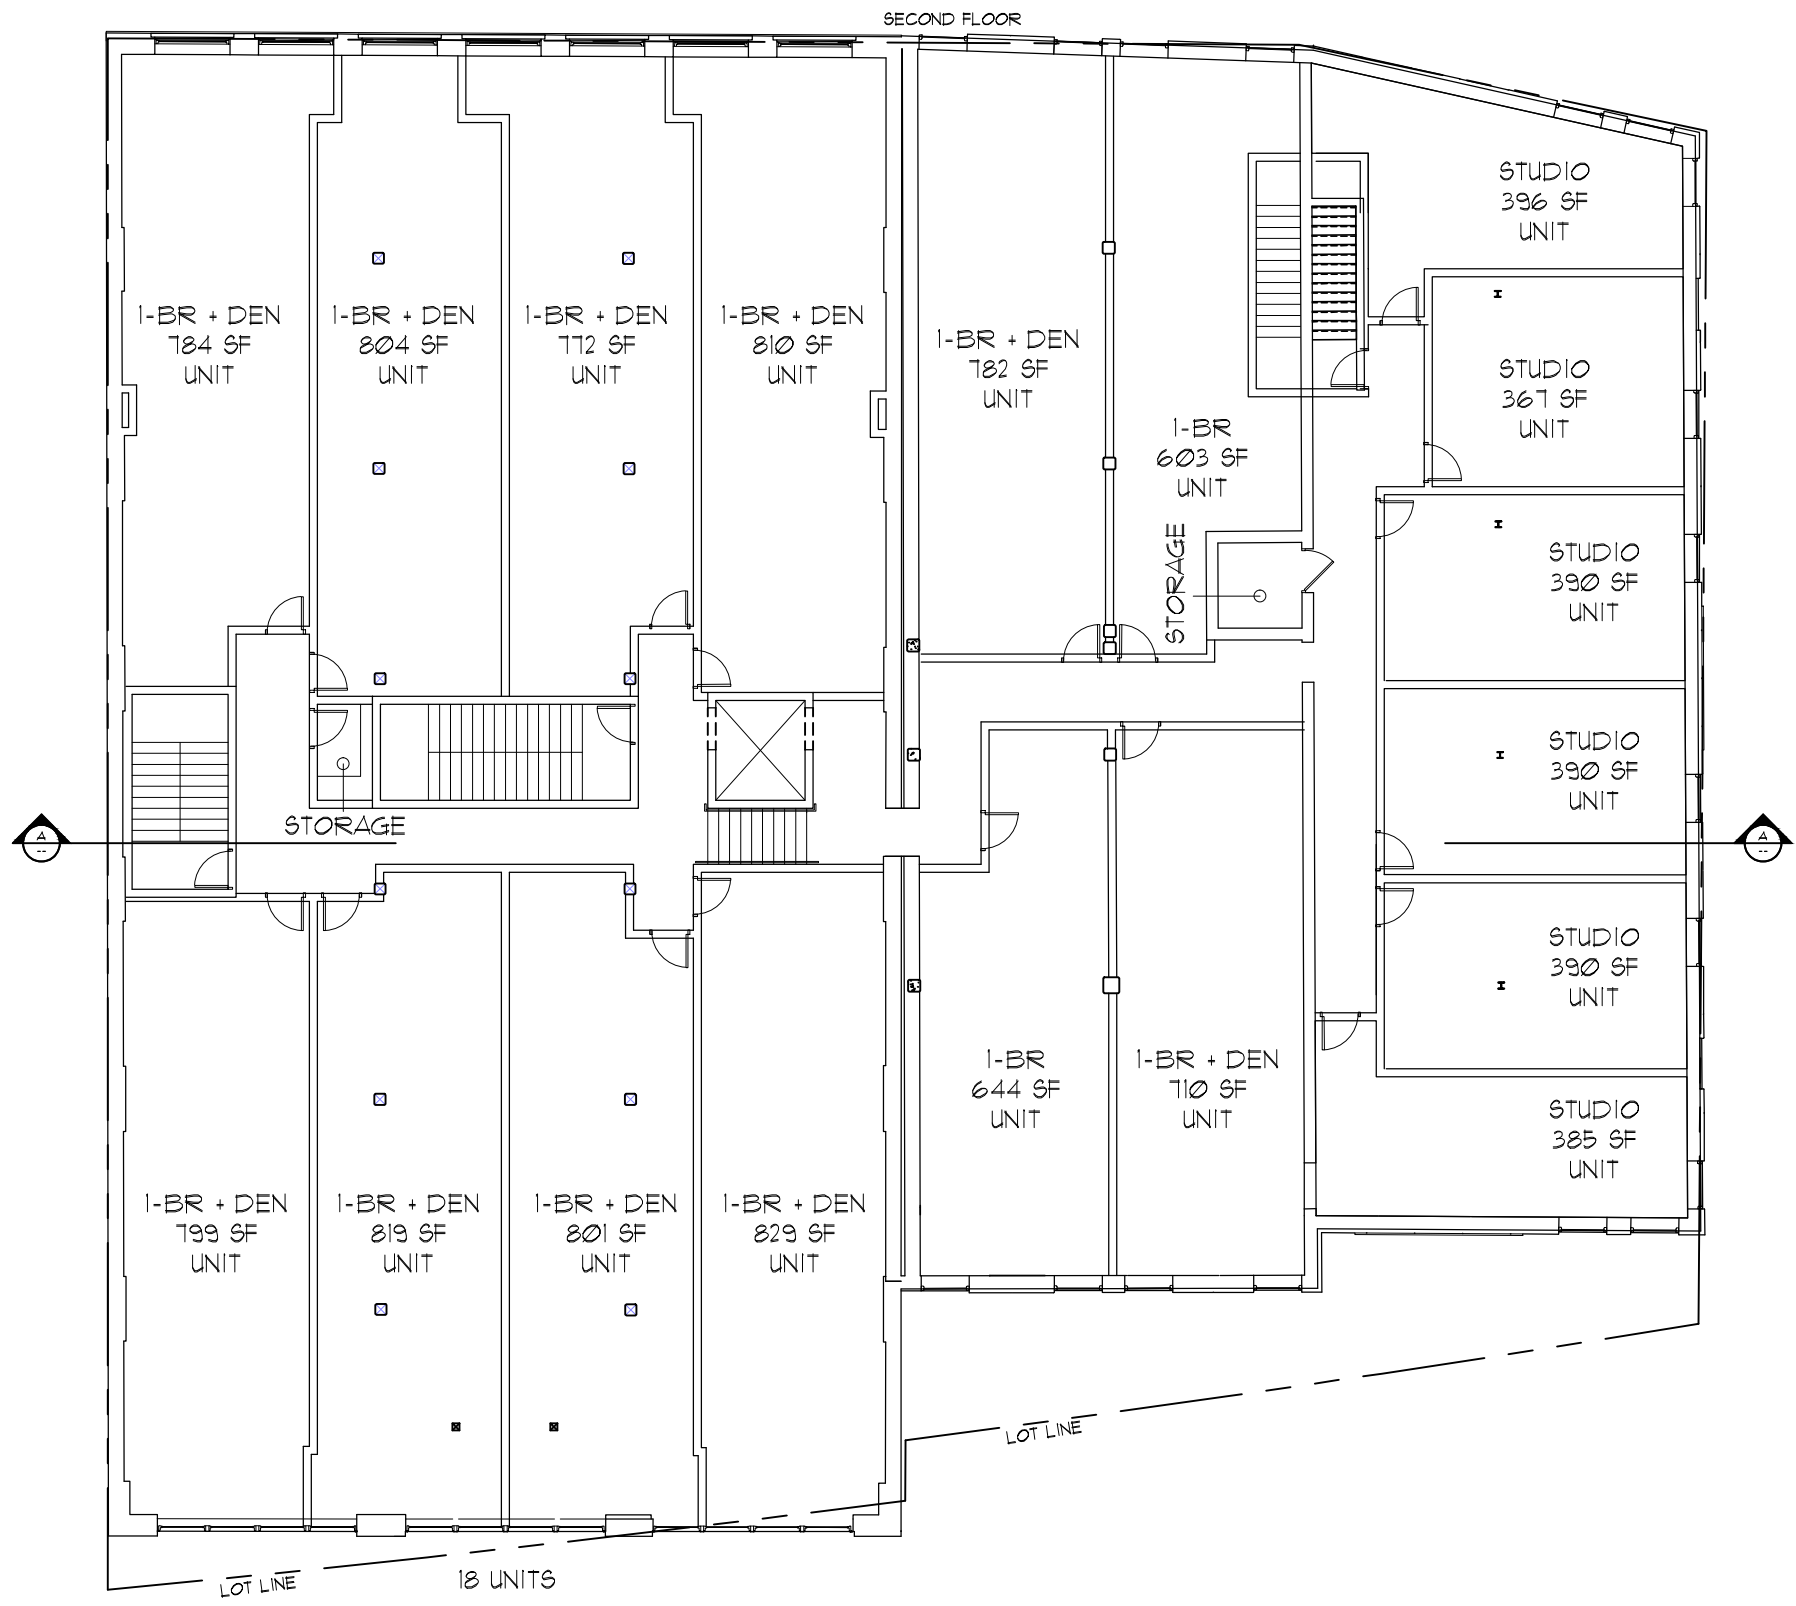 SECOND FLOOR
STUDIO
396 SF
UNIT
1-BR + DEN
784 SF
UNIT
1-BR + DEN
804 SF
UNIT
1-BR + DEN
772 SF
UNIT
1-BR + DEN
810 SF
UNIT
1-BR + DEN
782 SF
UNIT
STUDIO
367 SF
UNIT
1-BR
603 SF
UNIT
STORAGE
STUDIO
390 SF
UNIT
STUDIO
390 SF
UNIT
STORAGE
A
--
A
--
STUDIO
390 SF
UNIT
1-BR
644 SF
UNIT
1-BR + DEN
710 SF
UNIT
STUDIO
385 SF
UNIT
1-BR + DEN
799 SF
UNIT
1-BR + DEN
819 SF
UNIT
1-BR + DEN
801 SF
UNIT
1-BR + DEN
829 SF
UNIT
LOT LINE
LOT LINE
18 UNITS